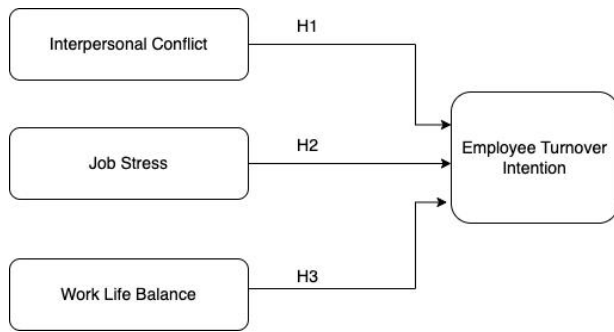 Interpersonal Conflict
H1
Job Stress
H2
Employee Turnover
Intention
Work Life Balance
H3